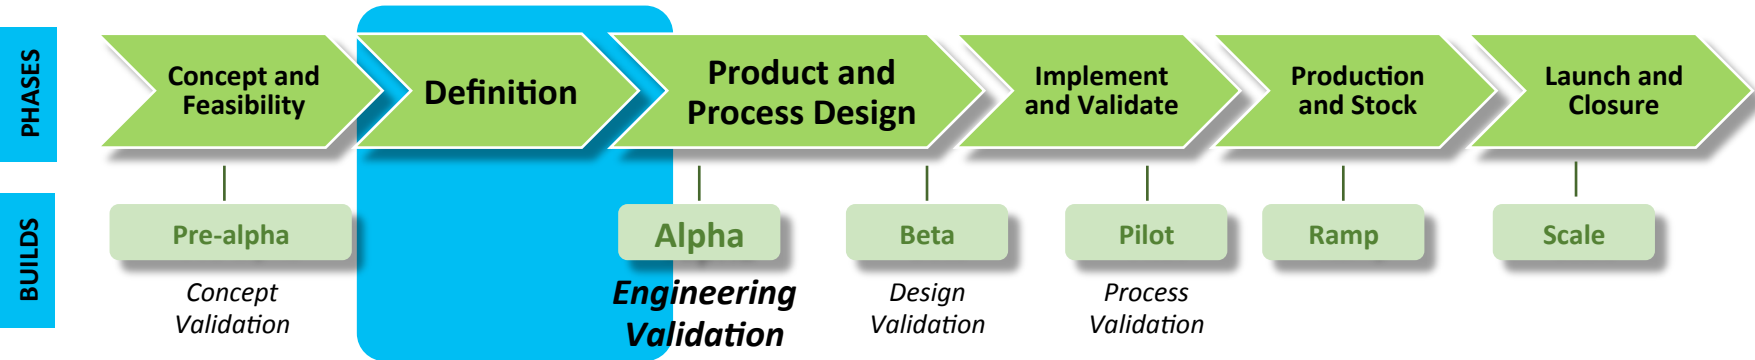 PHASES
Concept and
Feasibility
Definition
Product and
Process Design
Implement
and Validate
Production
and Stock
Launch and
Closure
BUILDS
Pre-alpha
Alpha
Beta
Pilot
Ramp
Scale
Concept
Validation
Engineering
Validation
Design
Validation
Process
Validation